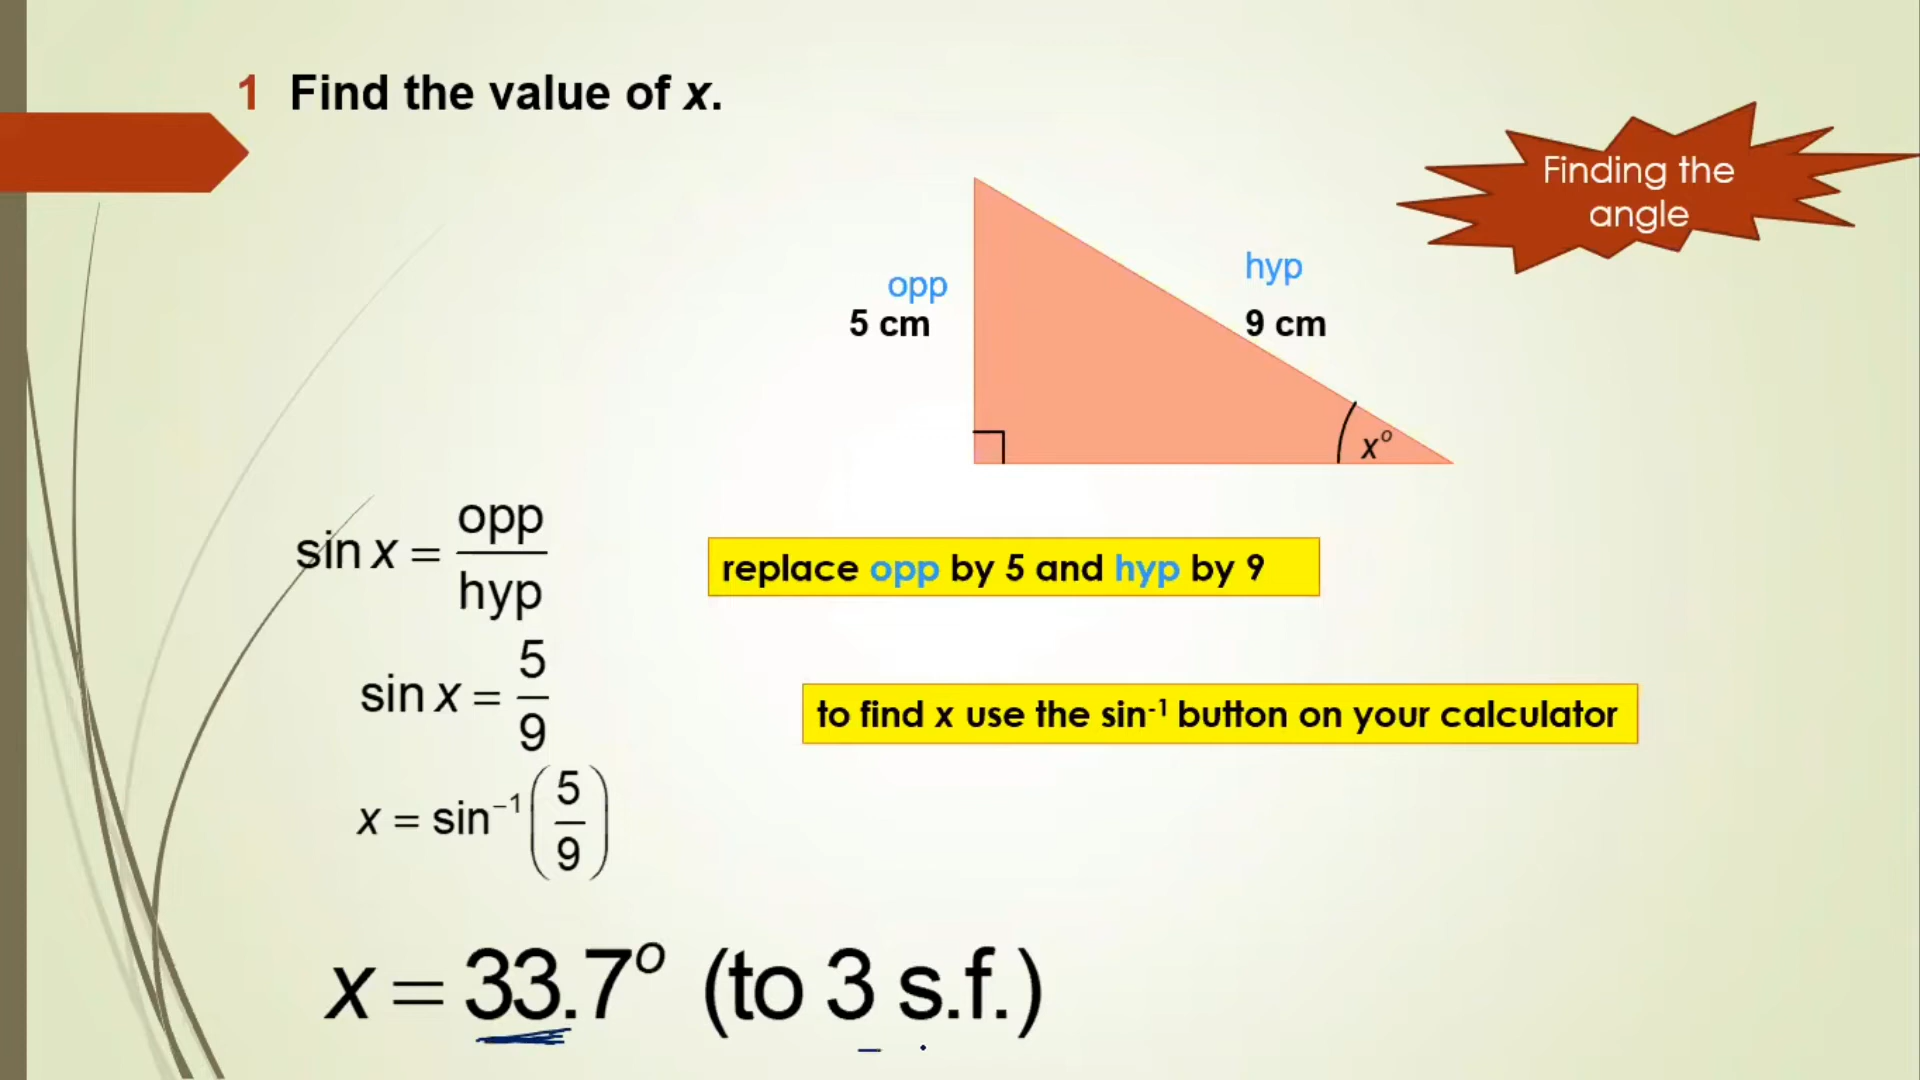 1 Find the value of x.
Finding the
angle
opp
5 cm
hyp
9 cm
xº
sin x = opp/hyp
replace opp by 5 and hyp by 9
sin x = 5/9
to find x use the sin⁻¹ button on your calculator
x = sin⁻¹(5/9)
x = 33.7º (to 3 s.f.)